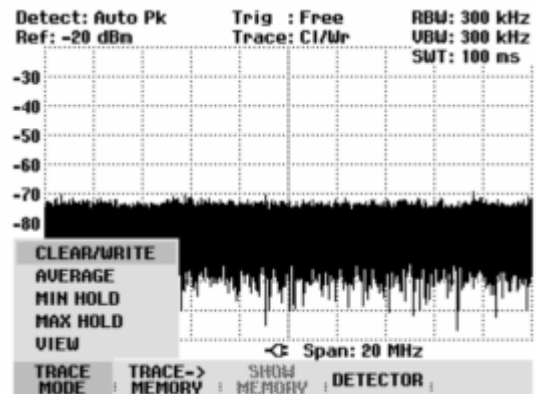 Detect: Auto Pk Trig : Free RBW: 300 kHz
Ref: -20 dBm Trace: Cl/Wr VBW: 300 kHz
SWT: 100 ms
-30
-40
-50
-60
-70
-80
CLEAR/WRITE
AVERAGE
MIN HOLD
MAX HOLD
VIEW
Span: 20 MHz
TRACE MODE
TRACE-> MEMORY
SHOW MEMORY
DETECTOR